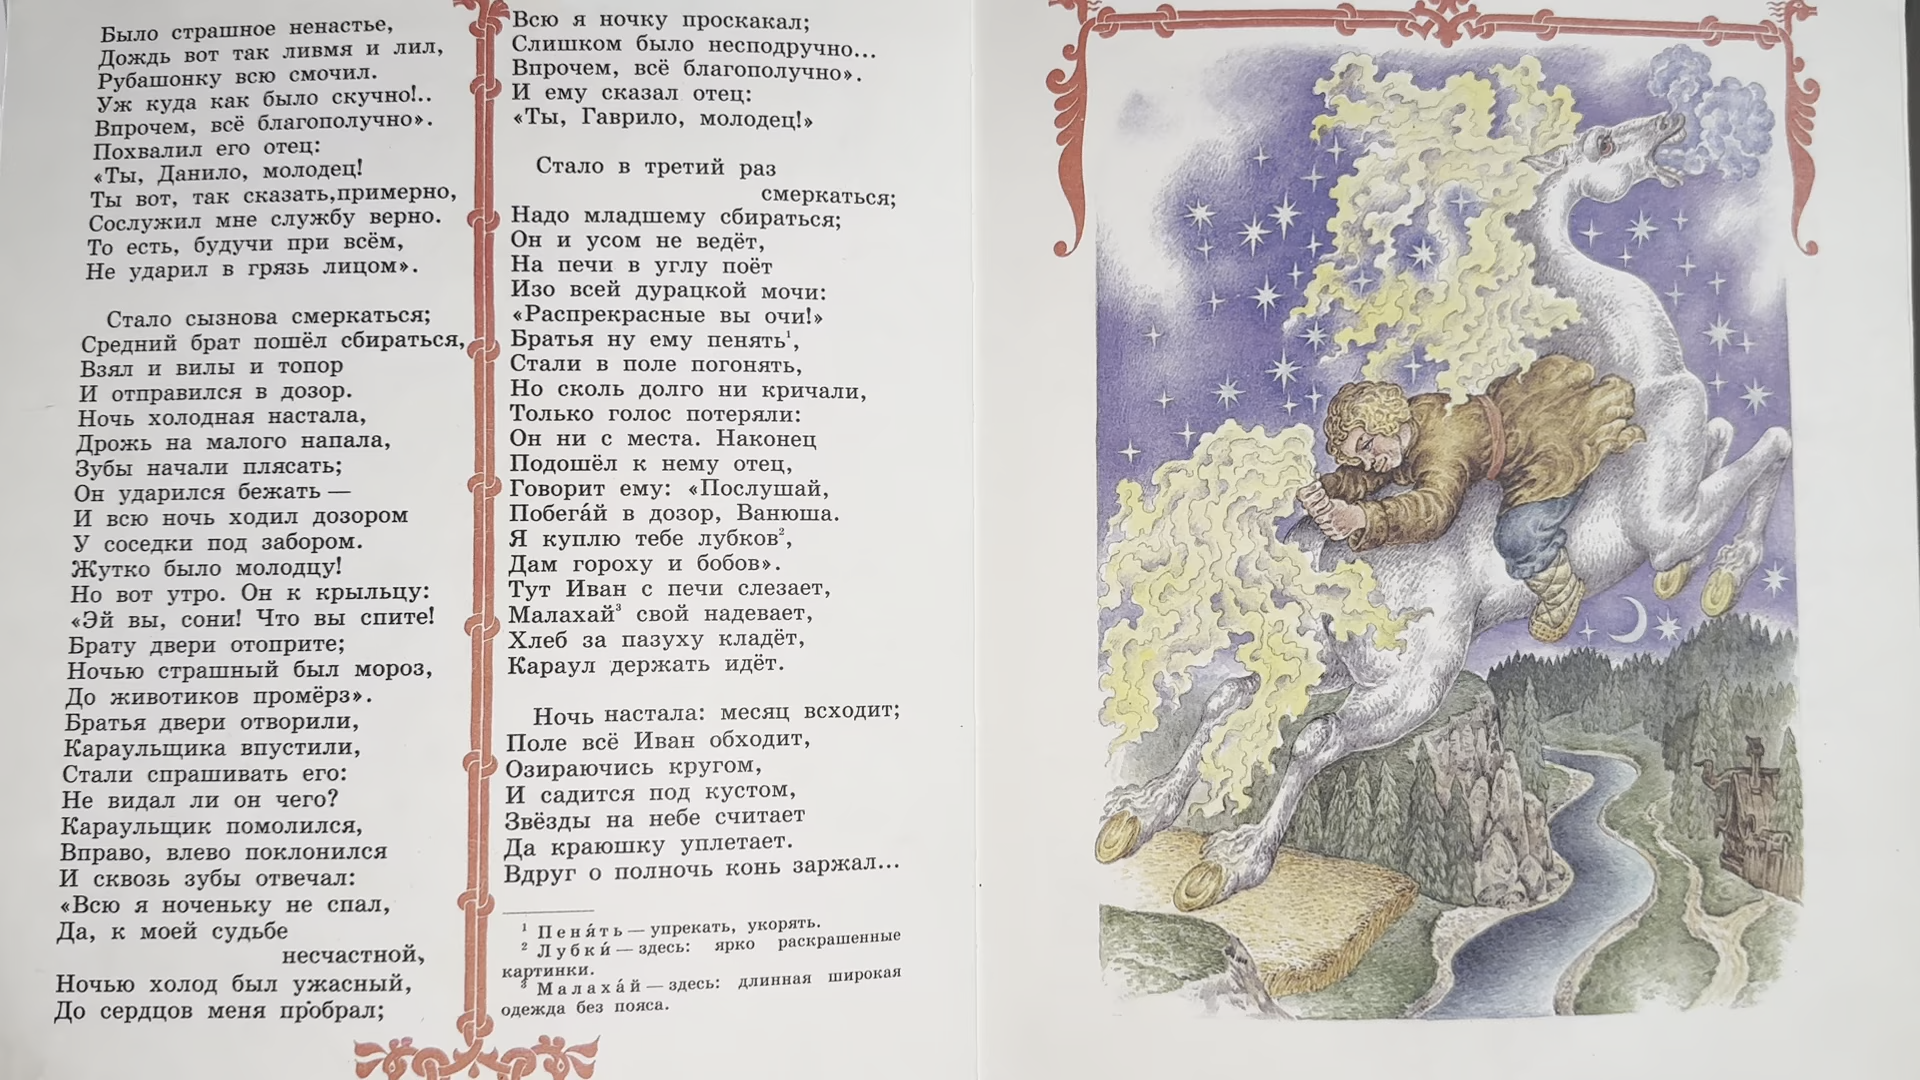 Было страшное ненастье,
Дождь вот так ливмя и лил,
Рубашонку всю смочил.
Уж куда как было скучно!..
Впрочем, всё благополучно».
Похвалил его отец:
«Ты, Данило, молодец!
Ты вот, так сказать,примерно,
Сослужил мне службу верно.
То есть, будучи при всём,
Не ударил в грязь лицом».
Стало сызнова смеркаться;
Средний брат пошёл сбираться,
Взял и вилы и топор
И отправился в дозор.
Ночь холодная настала,
Дрожь на малого напала,
Зубы начали плясать;
Он ударился бежать —
И всю ночь ходил дозором
У соседки под забором.
Жутко было молодцу!
Но вот утро. Он к крыльцу:
«Эй вы, сони! Что вы спите!
Брату двери отоприте;
Ночью страшный был мороз,
До животиков промёрз».
Братья двери отворили,
Караульщика впустили,
Стали спрашивать его:
Не видал ли он чего?
Караульщик помолился,
Вправо, влево поклонился
И сквозь зубы отвечал:
«Всю я ноченьку не спал,
Да, к моей судьбе
несчастной,
Ночью холод был ужасный,
До сердцов меня пробрал;
Всю я ночку проскакал;
Слишком было несподручно...
Впрочем, всё благополучно».
И ему сказал отец:
«Ты, Гаврило, молодец!»
Стало в третий раз
смеркаться;
Надо младшему сбираться;
Он и усом не ведёт,
На печи в углу поёт
Изо всей дурацкой мочи:
«Распрекрасные вы очи!»
Братья ну ему пенять¹,
Стали в поле погонять,
Но сколь долго ни кричали,
Только голос потеряли:
Он ни с места. Наконец
Подошёл к нему отец,
Говорит ему: «Послушай,
Побега́й в дозор, Ванюша.
Я куплю тебе лубков²,
Дам гороху и бобов».
Тут Иван с печи слезает,
Малахай³ свой надевает,
Хлеб за пазуху кладёт,
Караул держать идёт.
Ночь настала: месяц всходит;
Поле всё Иван обходит,
Озираючись кругом,
И садится под кустом,
Звёзды на небе считает
Да краюшку уплетает.
Вдруг о полночь конь заржал...
¹ Пеня́ть — упрекать, укорять.
² Лубки́ — здесь: ярко раскрашенные
картинки.
³ Малаха́й — здесь: длинная широкая
одежда без пояса.